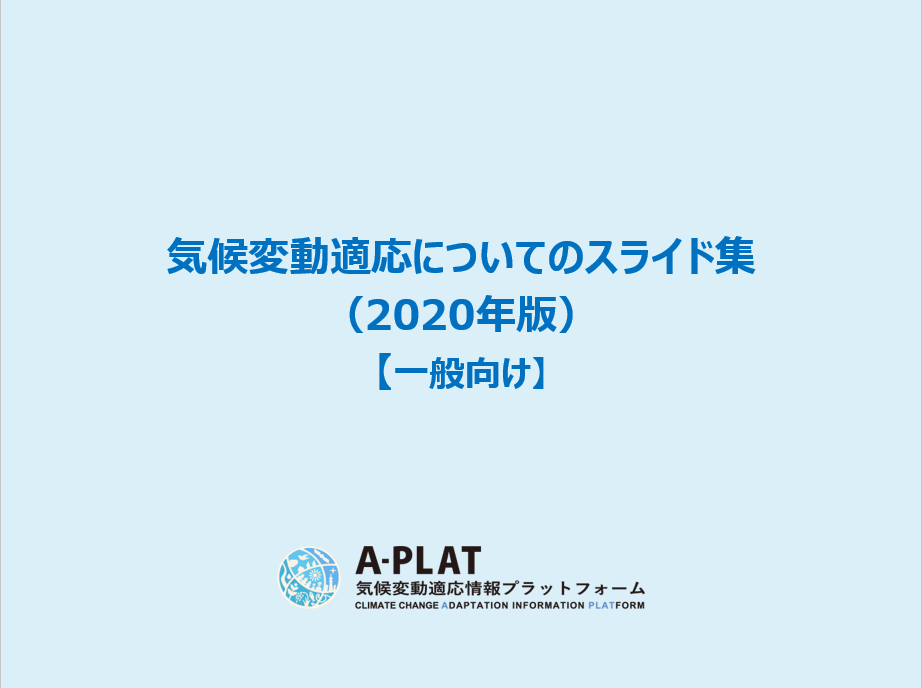 気候変動適応についてのスライド集
（2020年版）
【一般向け】
A-PLAT
気候変動適応情報プラットフォーム
CLIMATE CHANGE ADAPTATION INFORMATION PLATFORM